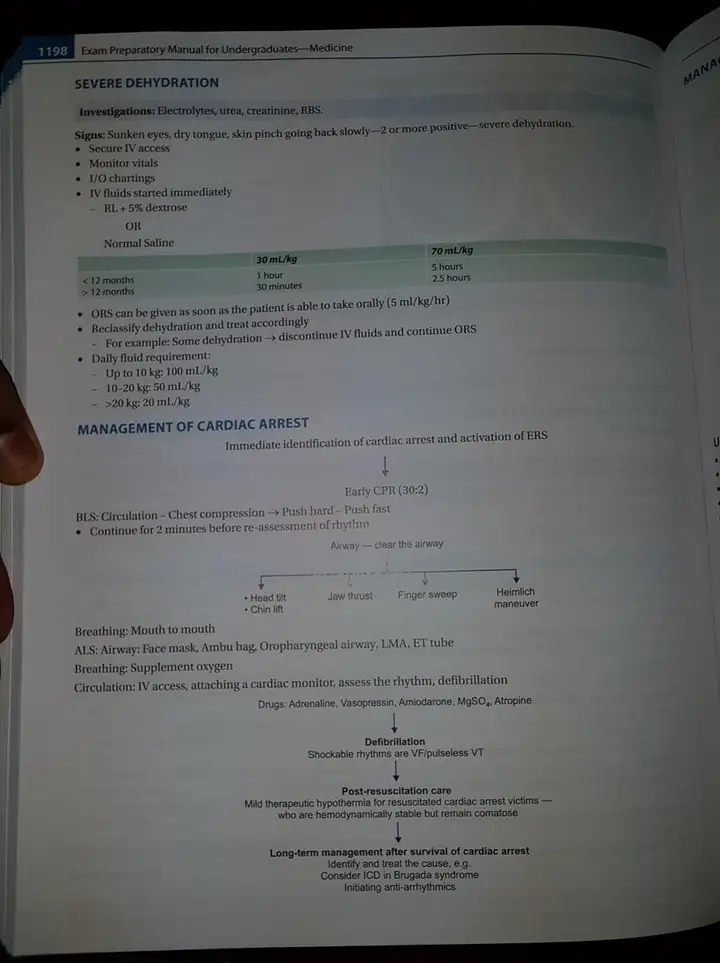 1198 Exam Preparatory Manual for Undergraduates—Medicine
SEVERE DEHYDRATION
Investigations: Electrolytes, urea, creatinine, RBS.
Signs: Sunken eyes, dry tongue, skin pinch going back slowly—2 or more positive—severe dehydration.
• Secure IV access
• Monitor vitals
• I/O chartings
• IV fluids started immediately
– RL + 5% dextrose
OR
Normal Saline
30 mL/kg 70 mL/kg
< 12 months 1 hour 5 hours
> 12 months 30 minutes 2.5 hours
• ORS can be given as soon as the patient is able to take orally (5 ml/kg/hr)
• Reclassify dehydration and treat accordingly
– For example: Some dehydration → discontinue IV fluids and continue ORS
• Daily fluid requirement:
– Up to 10 kg: 100 mL/kg
– 10–20 kg: 50 mL/kg
– >20 kg: 20 mL/kg
MANAGEMENT OF CARDIAC ARREST
Immediate identification of cardiac arrest and activation of ERS
Early CPR (30:2)
BLS: Circulation – Chest compression → Push hard – Push fast
• Continue for 2 minutes before re-assessment of rhythm
Airway — clear the airway
• Head tilt
• Chin lift
Jaw thrust
Finger sweep
Heimlich
maneuver
Breathing: Mouth to mouth
ALS: Airway: Face mask, Ambu bag, Oropharyngeal airway, LMA, ET tube
Breathing: Supplement oxygen
Circulation: IV access, attaching a cardiac monitor, assess the rhythm, defibrillation
Drugs: Adrenaline, Vasopressin, Amiodarone, MgSO₄, Atropine
Defibrillation
Shockable rhythms are VF/pulseless VT
Post-resuscitation care
Mild therapeutic hypothermia for resuscitated cardiac arrest victims —
who are hemodynamically stable but remain comatose
Long-term management after survival of cardiac arrest
Identify and treat the cause, e.g.
Consider ICD in Brugada syndrome
Initiating anti-arrhythmics